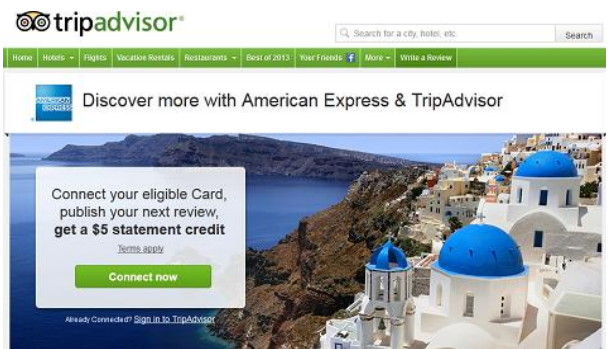 tripadvisor®
Search for a city, hotel, etc.
Search
Home Hotels Flights Vacation Rentals Restaurants Best of 2013 Your Friends More Write a Review
AMERICAN EXPRESS
Discover more with American Express & TripAdvisor
Connect your eligible Card,
publish your next review,
get a $5 statement credit
Terms apply
Connect now
Already Connected? Sign in to TripAdvisor